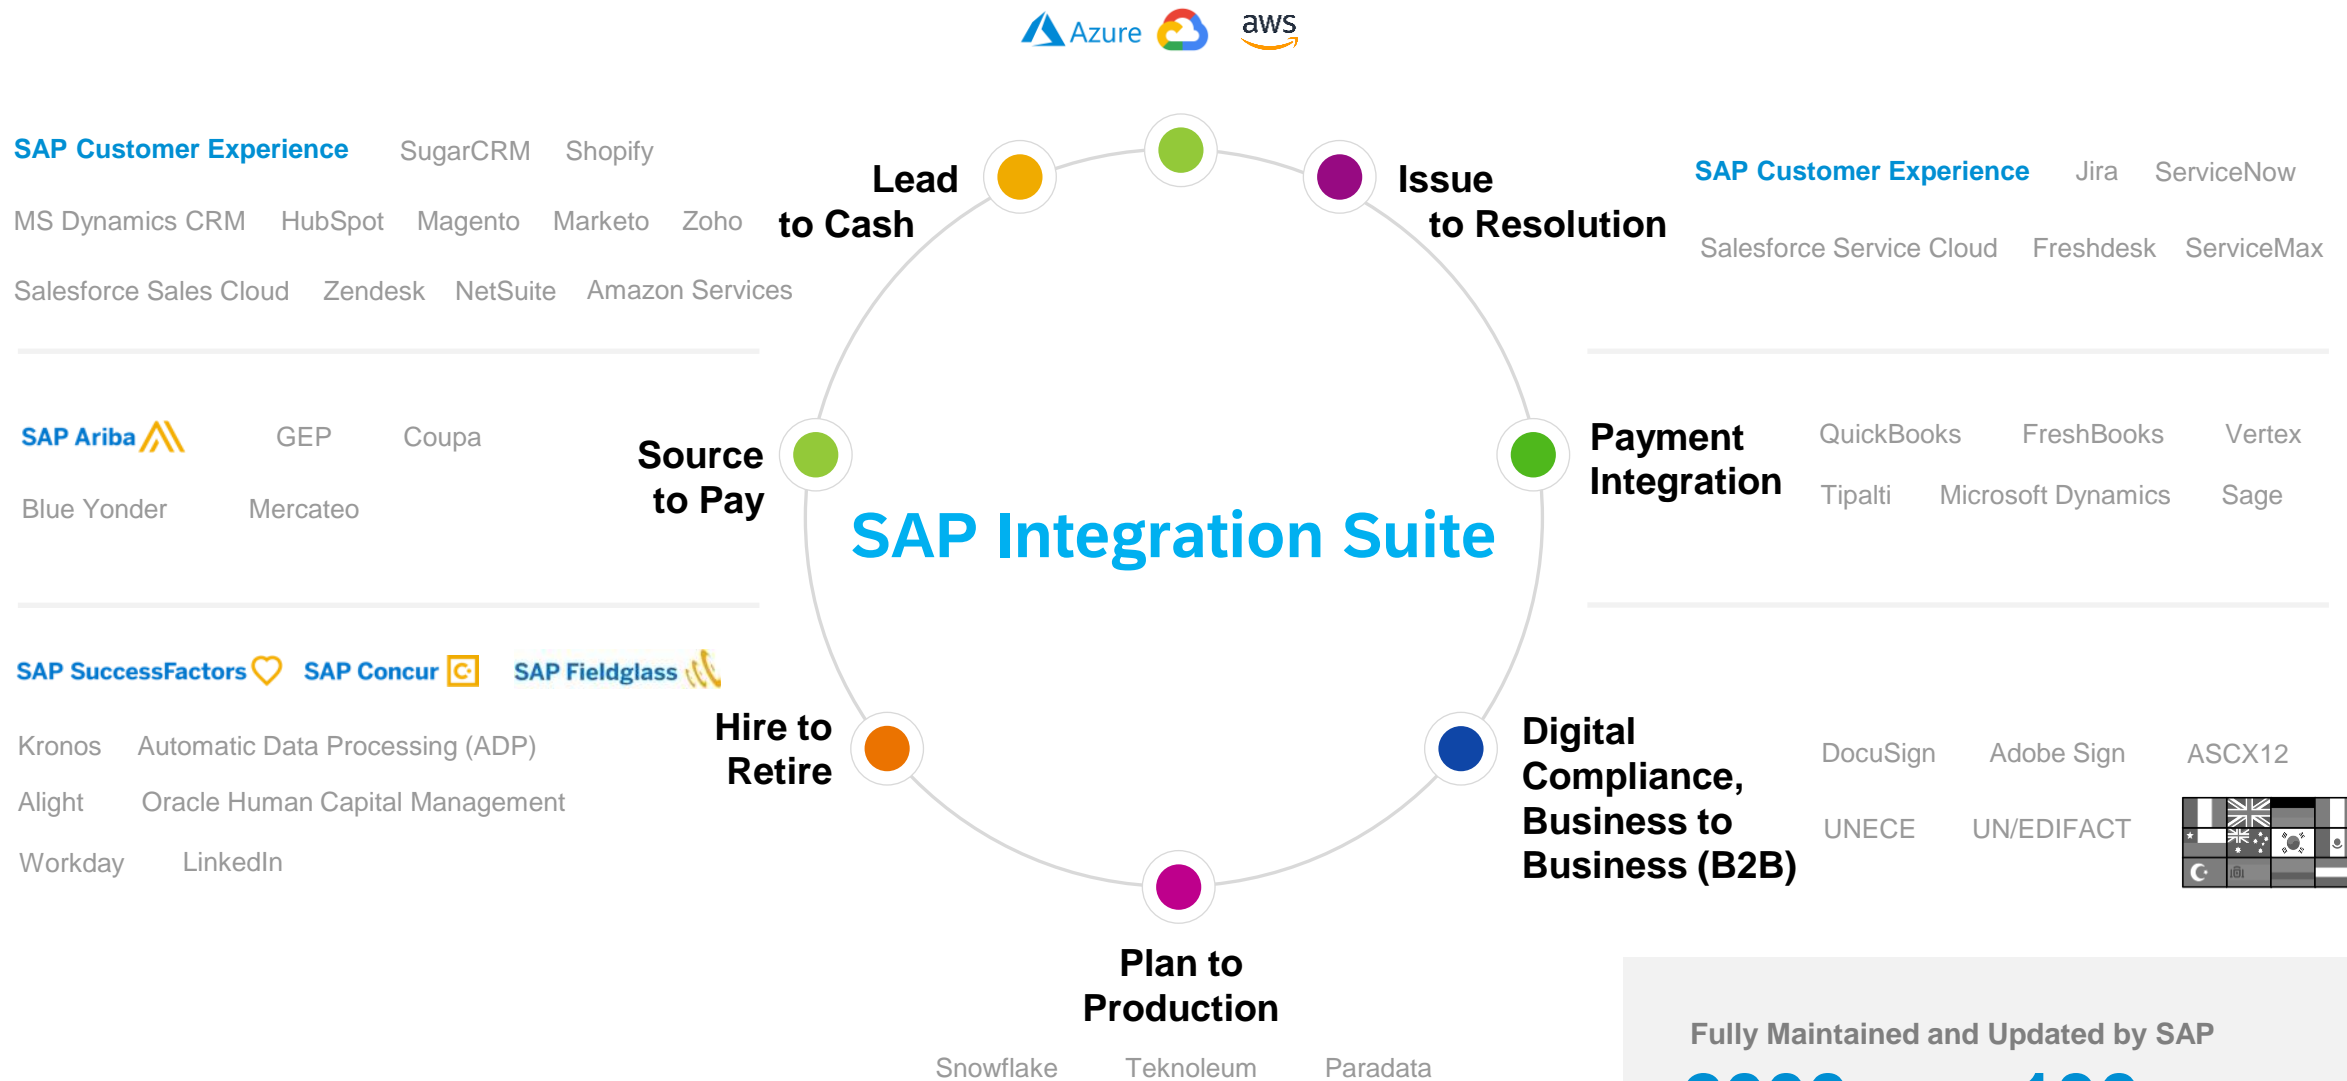 Azure aws
SAP Customer Experience SugarCRM Shopify
MS Dynamics CRM HubSpot Magento Marketo Zoho
Salesforce Sales Cloud Zendesk NetSuite Amazon Services
Lead
to Cash
Issue
to Resolution
SAP Customer Experience Jira ServiceNow
Salesforce Service Cloud Freshdesk ServiceMax
SAP Ariba GEP Coupa
Blue Yonder Mercateo
Source
to Pay
SAP Integration Suite
Payment
Integration
QuickBooks FreshBooks Vertex
Tipalti Microsoft Dynamics Sage
SAP SuccessFactors SAP Concur SAP Fieldglass
Kronos Automatic Data Processing (ADP)
Alight Oracle Human Capital Management
Workday LinkedIn
Hire to
Retire
Digital
Compliance,
Business to
Business (B2B)
DocuSign Adobe Sign ASCX12
UNECE UN/EDIFACT
Plan to
Production
Snowflake Teknoleum Paradata
Fully Maintained and Updated by SAP